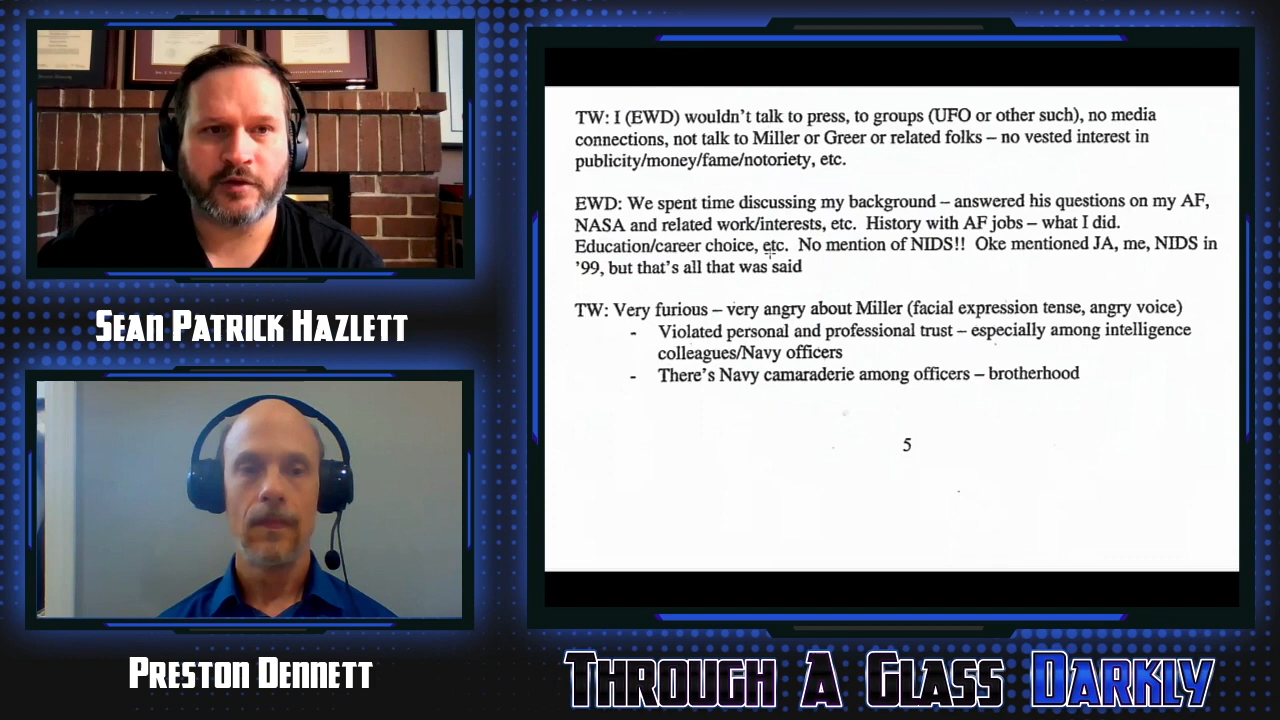 TW: I (EWD) wouldn't talk to press, to groups (UFO or other such), no media
connections, not talk to Miller or Greer or related folks – no vested interest in
publicity/money/fame/notoriety, etc.
EWD: We spent time discussing my background – answered his questions on my AF,
NASA and related work/interests, etc.  History with AF jobs – what I did.
Education/career choice, etc.  No mention of NIDS!!  Oke mentioned JA, me, NIDS in
'99, but that's all that was said
TW: Very furious – very angry about Miller (facial expression tense, angry voice)
- Violated personal and professional trust – especially among intelligence
colleagues/Navy officers
- There's Navy camaraderie among officers – brotherhood
5
Sean Patrick Hazlett
Preston Dennett
Through A Glass Darkly